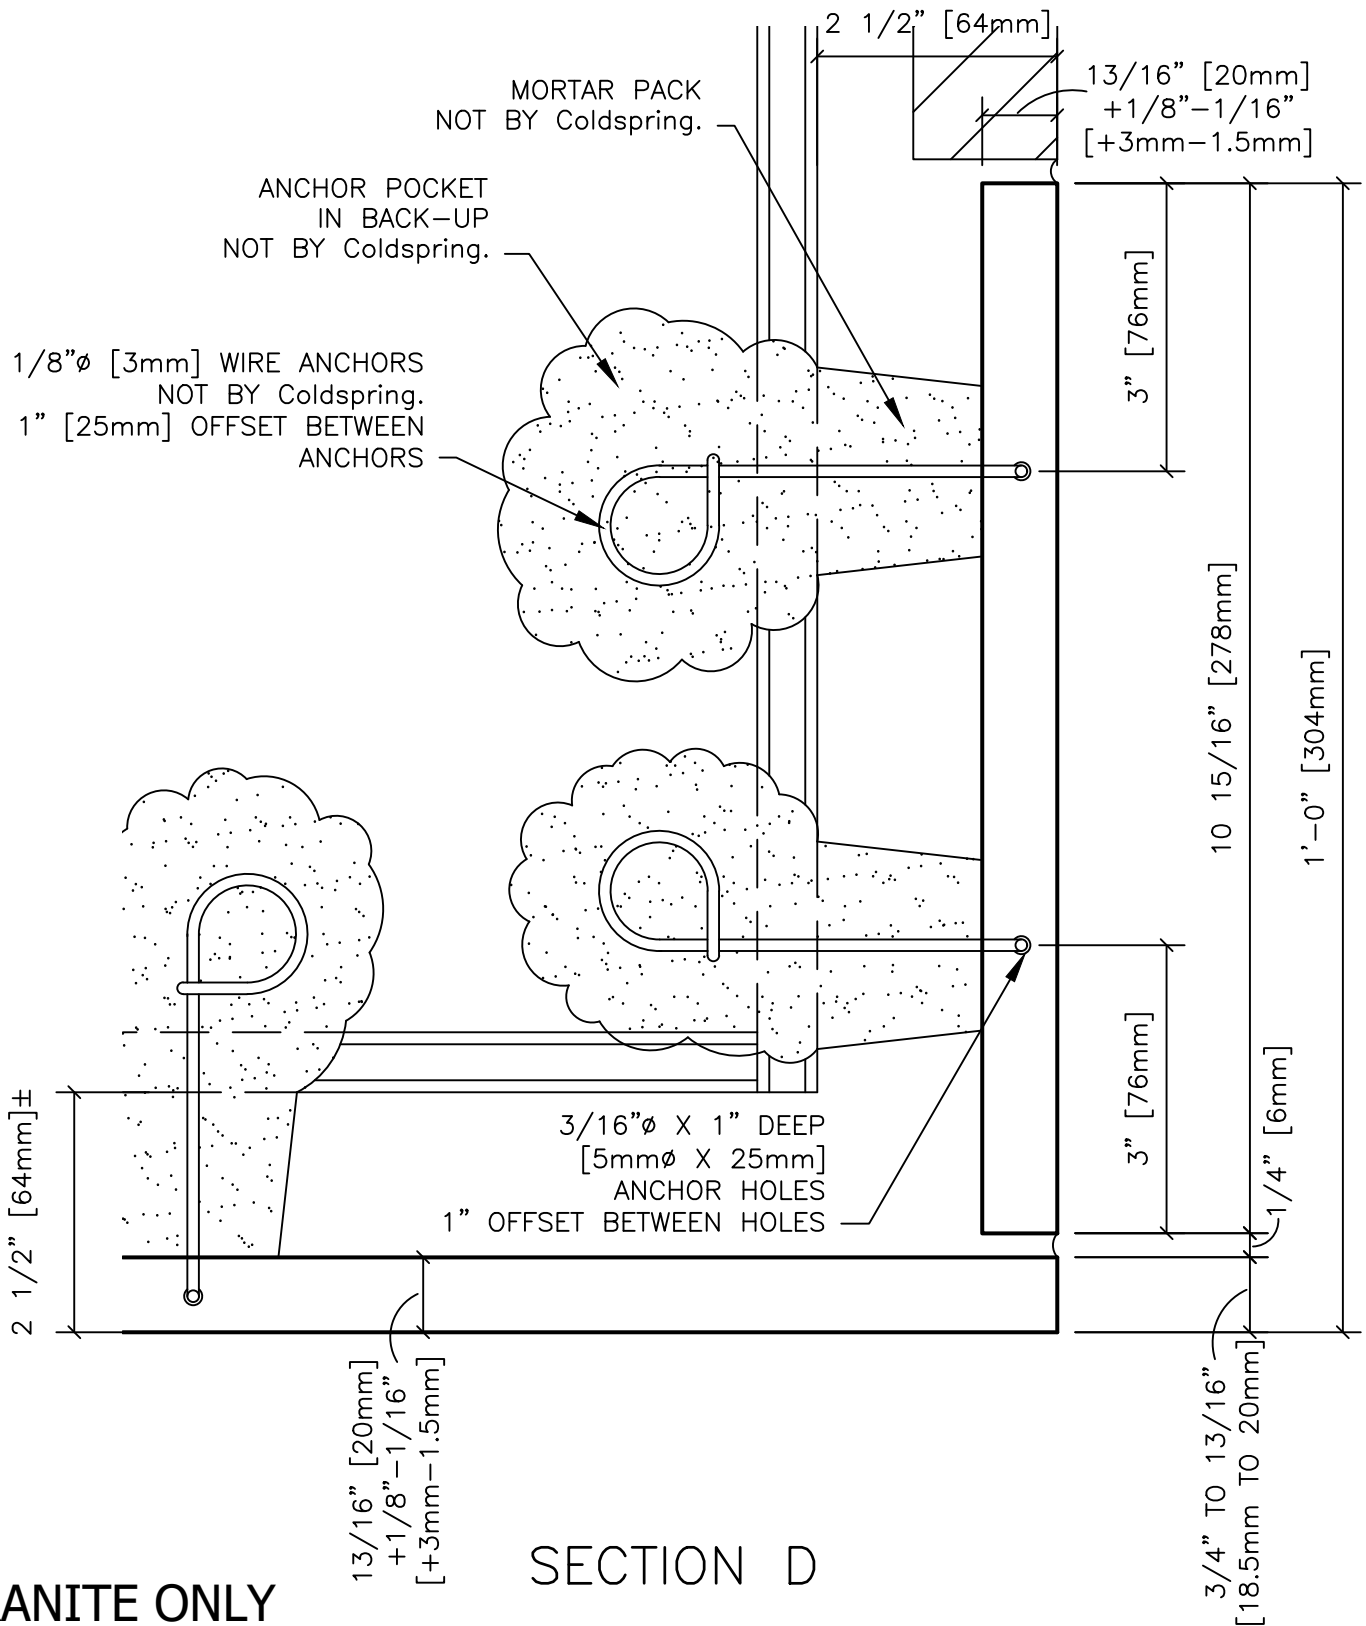 2 1/2” [64mm]
13/16” [20mm]
+1/8”−1/16”
[+3mm−1.5mm]
MORTAR PACK
NOT BY Coldspring.
ANCHOR POCKET
IN BACK−UP
NOT BY Coldspring.
1/8”ø [3mm] WIRE ANCHORS
NOT BY Coldspring.
1” [25mm] OFFSET BETWEEN
ANCHORS
3” [76mm]
10 15/16” [278mm]
1’−0” [304mm]
3” [76mm]
1/4” [6mm]
2 1/2” [64mm]±
3/16”ø X 1” DEEP
[5mmø X 25mm]
ANCHOR HOLES
1” OFFSET BETWEEN HOLES
13/16” [20mm]
+1/8”−1/16”
[+3mm−1.5mm]
3/4” TO 13/16”
[18.5mm TO 20mm]
SECTION D
ANITE ONLY